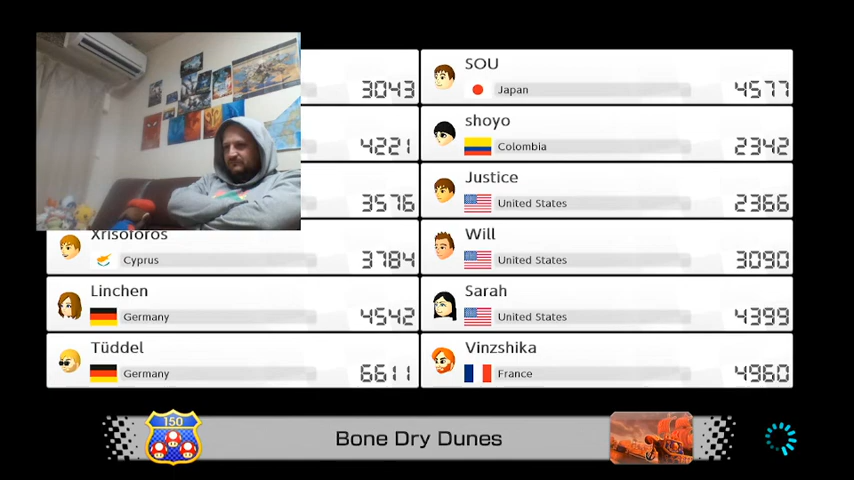 3043
4221
3576
Xrisoforos
Cyprus 3784
Linchen
Germany 4542
Tüddel
Germany 6611
SOU
Japan 4577
shoyo
Colombia 2342
Justice
United States 2366
Will
United States 3090
Sarah
United States 4399
Vinzshika
France 4960
150
Bone Dry Dunes